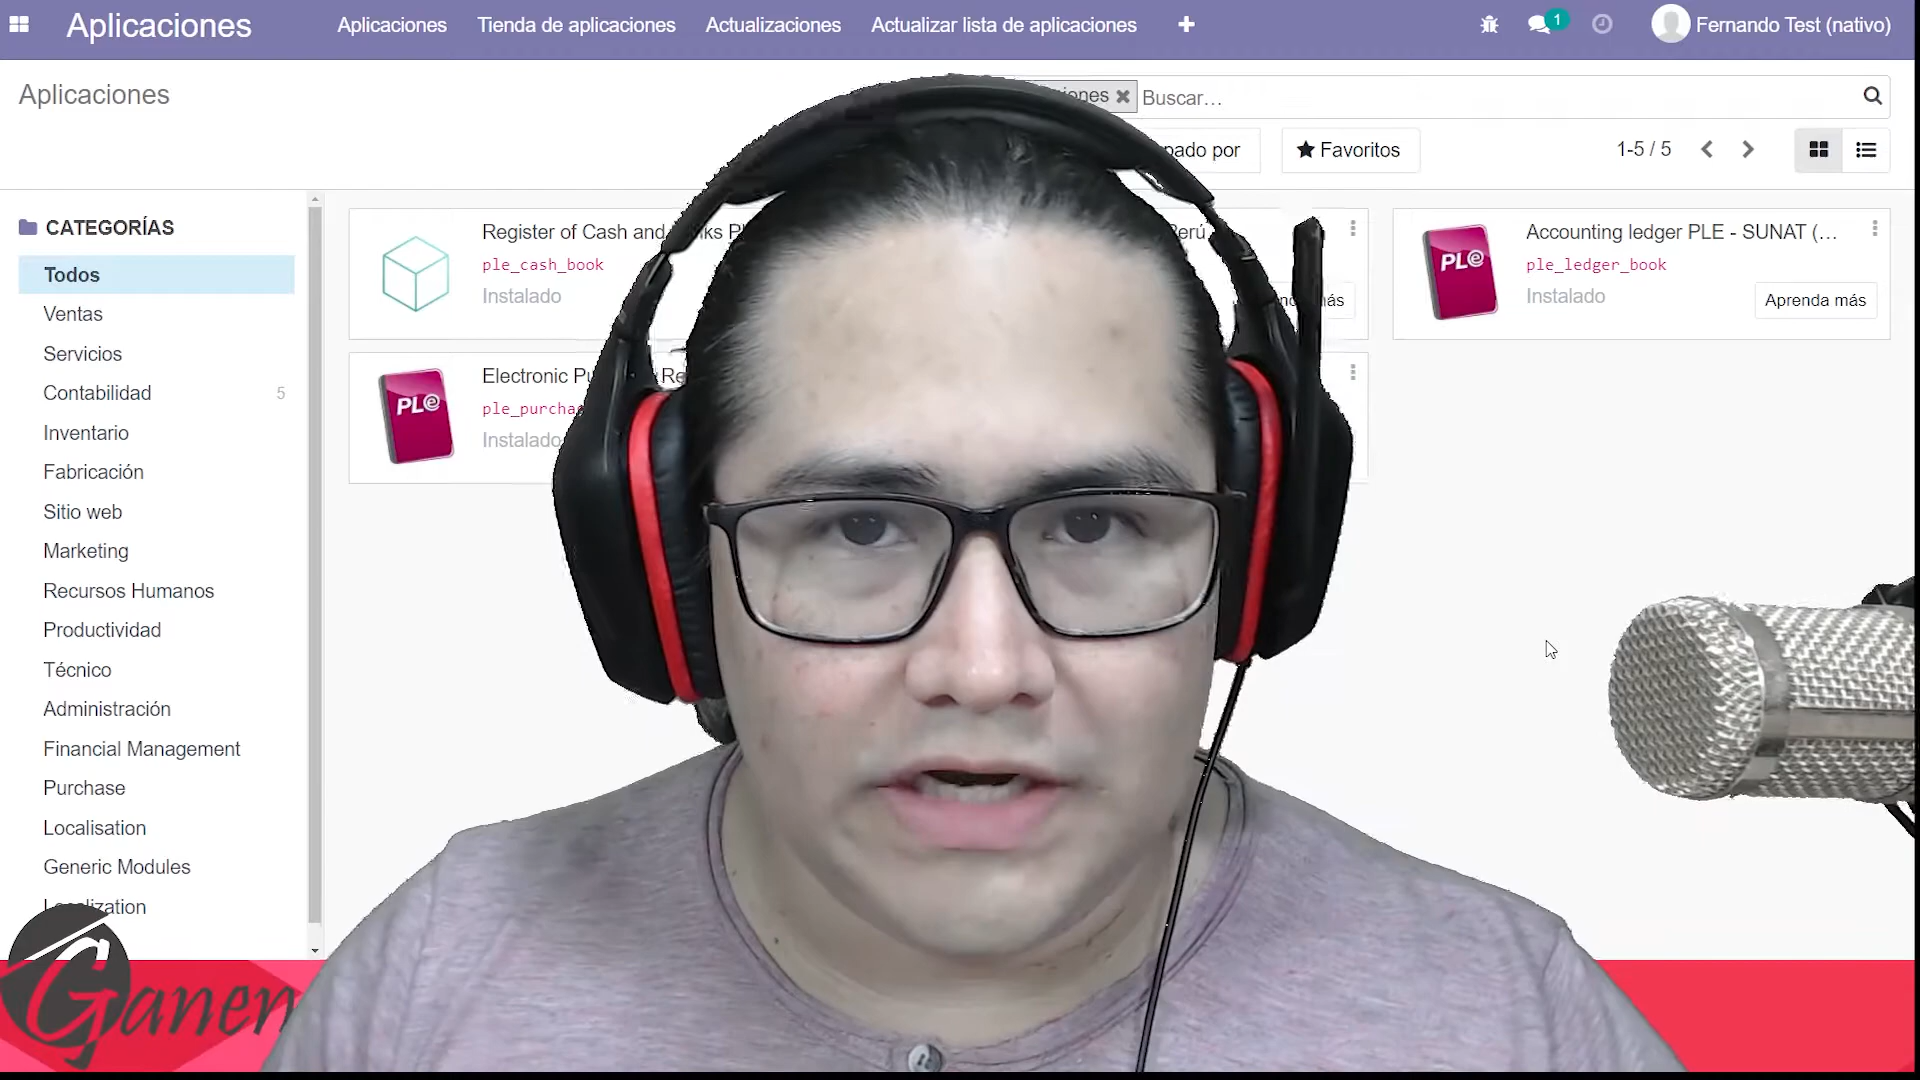 Aplicaciones
Aplicaciones
Tienda de aplicaciones
Actualizaciones
Actualizar lista de aplicaciones
1
Fernando Test (nativo)
Aplicaciones
Buscar...
Favoritos
1-5 / 5
CATEGORÍAS
Todos
Ventas
Servicios
Contabilidad 5
Inventario
Fabricación
Sitio web
Marketing
Recursos Humanos
Productividad
Técnico
Administración
Financial Management
Purchase
Localisation
Generic Modules
Register of Cash and
ple_cash_book
Instalado
Accounting ledger PLE - SUNAT (...
PLe
ple_ledger_book
Instalado
Aprenda más
Electronic
PLe
Instalado
Ganem